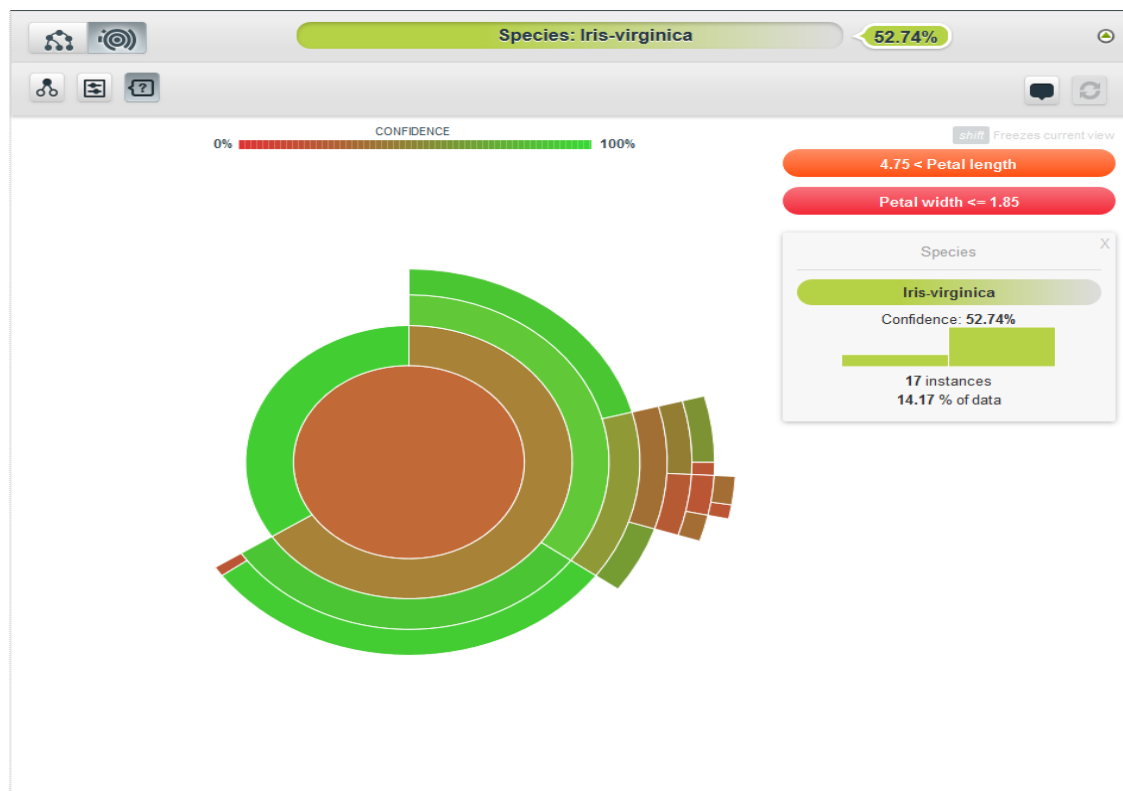 Species: Iris-virginica
52.74%
?
CONFIDENCE
0%
100%
shift Freezes current view
4.75 < Petal length
Petal width <= 1.85
X
Species
Iris-virginica
Confidence: 52.74%
17 instances
14.17 % of data